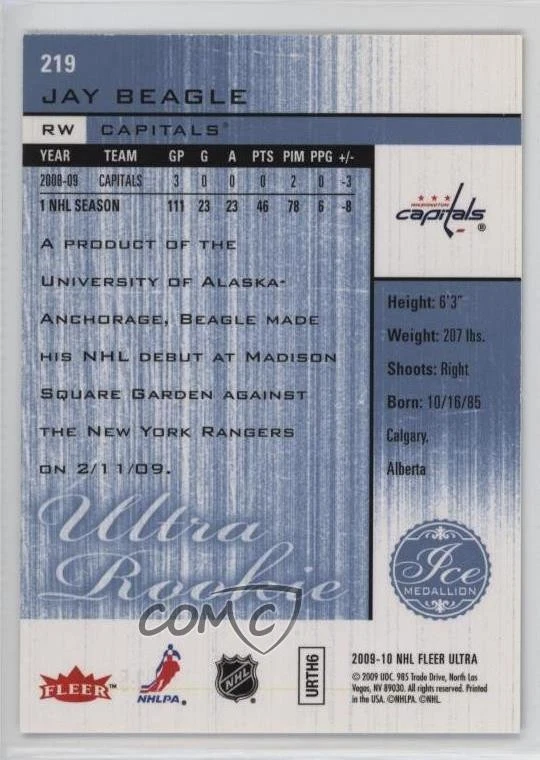 219
JAY BEAGLE
RW CAPITALS®
YEAR TEAM GP G A PTS PIM PPG +/-
2008-09 CAPITALS 3 0 0 0 2 0 -3
1 NHL SEASON 111 23 23 46 78 6 -8
A PRODUCT OF THE
UNIVERSITY OF ALASKA-
ANCHORAGE, BEAGLE MADE
HIS NHL DEBUT AT MADISON
SQUARE GARDEN AGAINST
THE NEW YORK RANGERS
ON 2/11/09.
WASHINGTON
capitals®
Height: 6'3"
Weight: 207 lbs.
Shoots: Right
Born: 10/16/85
Calgary,
Alberta
Ultra
Rookie
Ice
MEDALLION
COMC
FLEER™
NHLPA®
NHL
URTH6
2009-10 NHL FLEER ULTRA
© 2009 UDC. 985 Trade Drive, North Las
Vegas, NV 89030. All rights reserved. Printed
in the USA. ©NHLPA. ©NHL.